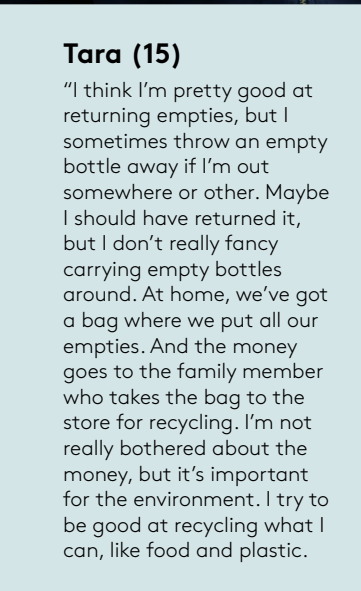 Tara (15)
“I think I’m pretty good at
returning empties, but I
sometimes throw an empty
bottle away if I’m out
somewhere or other. Maybe
I should have returned it,
but I don’t really fancy
carrying empty bottles
around. At home, we’ve got
a bag where we put all our
empties. And the money
goes to the family member
who takes the bag to the
store for recycling. I’m not
really bothered about the
money, but it’s important
for the environment. I try to
be good at recycling what I
can, like food and plastic.